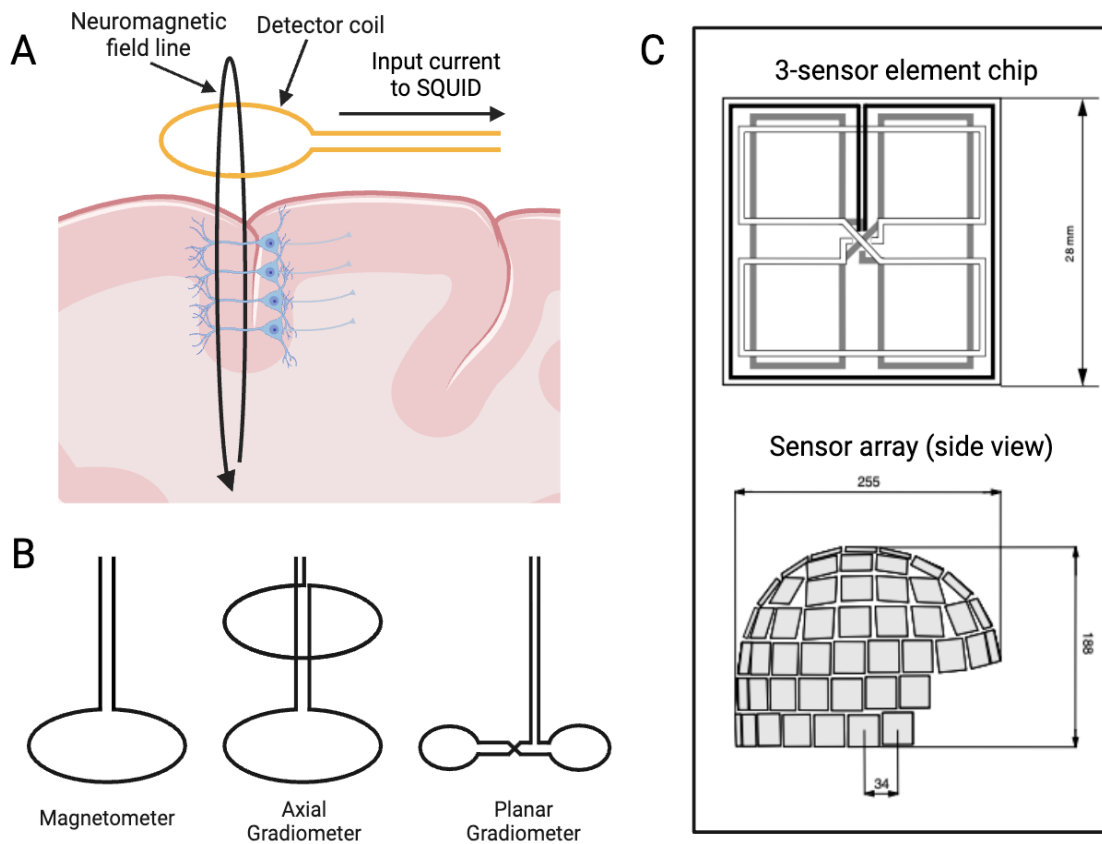 A
Neuromagnetic
field line
Detector coil
Input current
to SQUID
B
Magnetometer
Axial
Gradiometer
Planar
Gradiometer
C
3-sensor element chip
28 mm
Sensor array (side view)
255
188
34